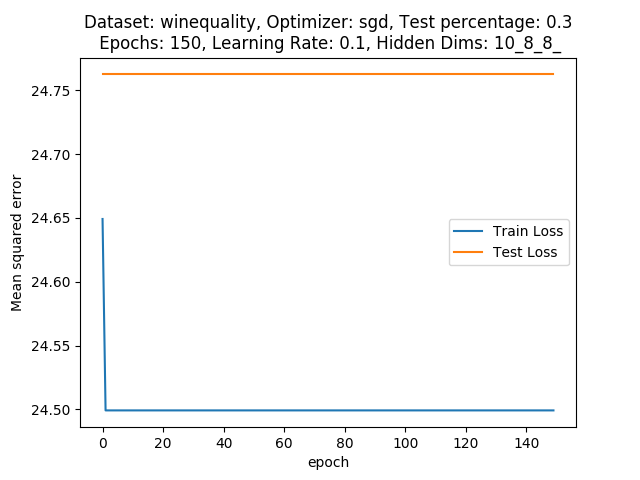 Dataset: winequality, Optimizer: sgd, Test percentage: 0.3
Epochs: 150, Learning Rate: 0.1, Hidden Dims: 10_8_8_
24.75
24.70
24.65
24.60
24.55
24.50
Mean squared error
Train Loss
Test Loss
0 20 40 60 80 100 120 140
epoch